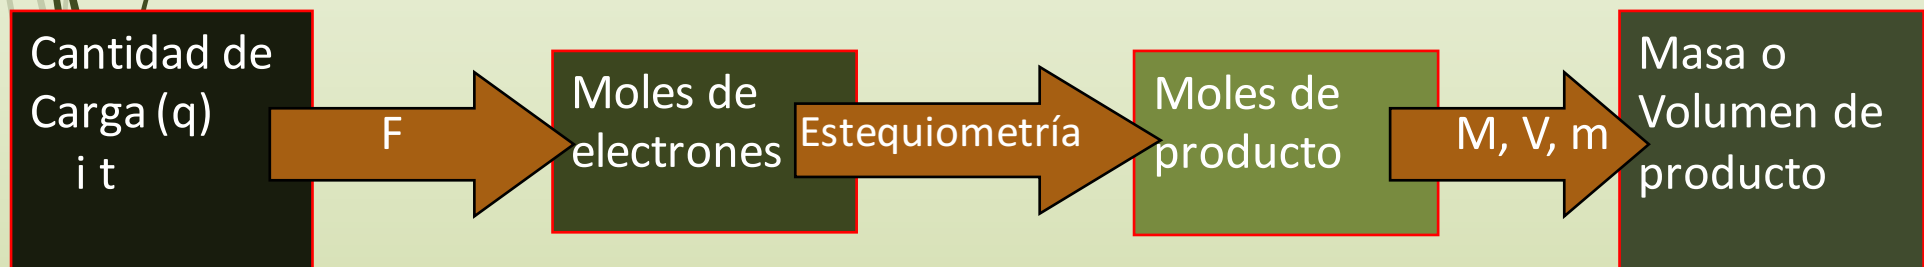 Cantidad de
Carga (q)
i t
F
Moles de
electrones
Estequiometría
Moles de
producto
M, V, m
Masa o
Volumen de
producto